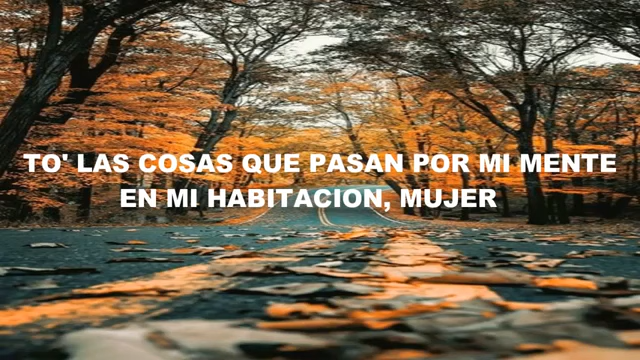 TO' LAS COSAS QUE PASAN POR MI MENTE
EN MI HABITACION, MUJER